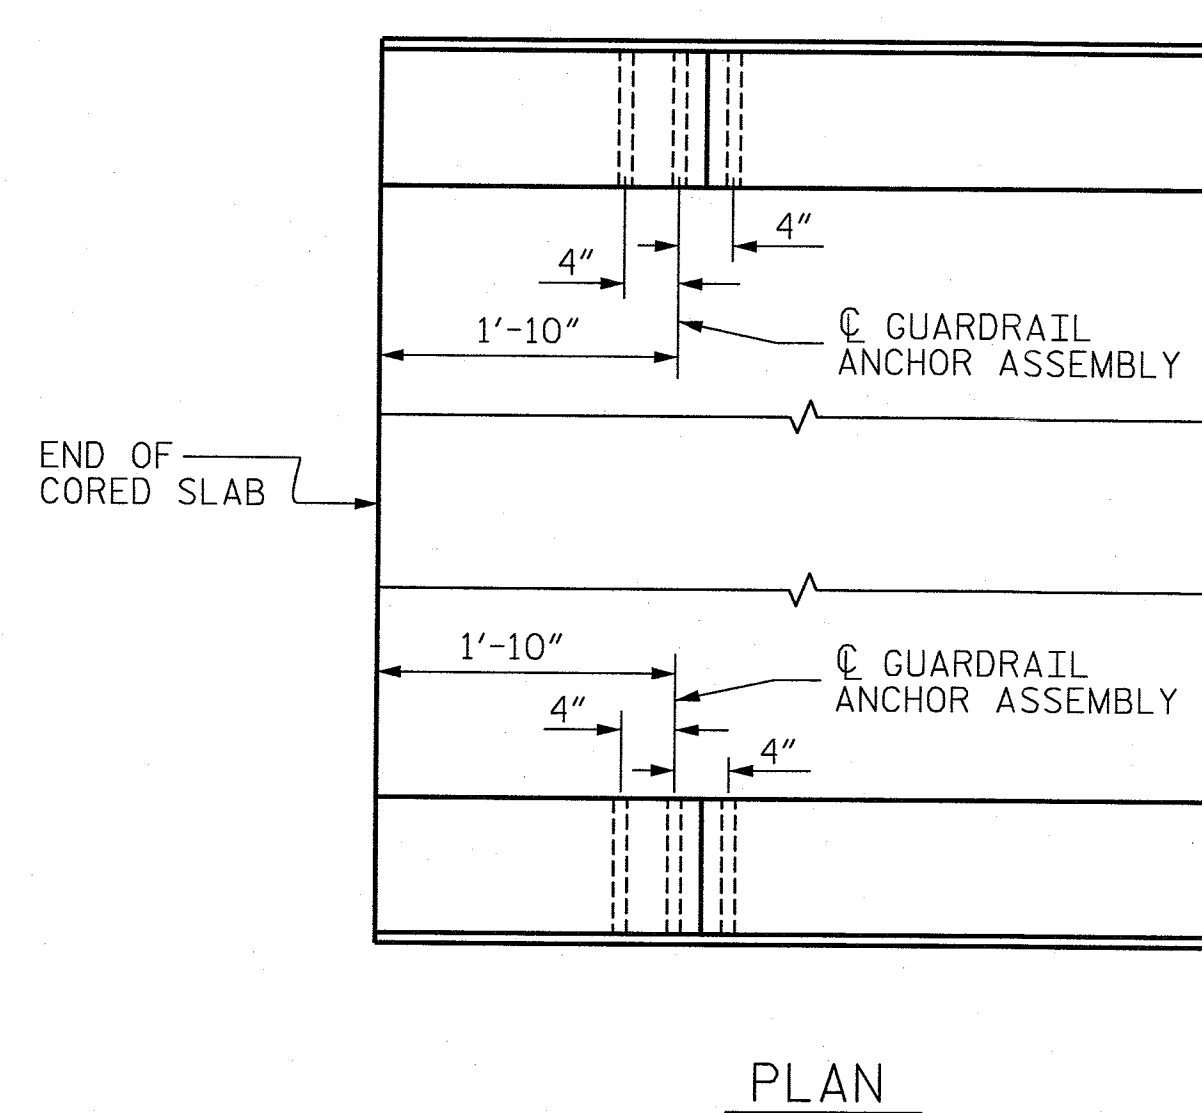 4"
4"
1'-10"
℄ GUARDRAIL
ANCHOR ASSEMBLY
END OF
CORED SLAB
1'-10"
℄ GUARDRAIL
ANCHOR ASSEMBLY
4"
4"
PLAN